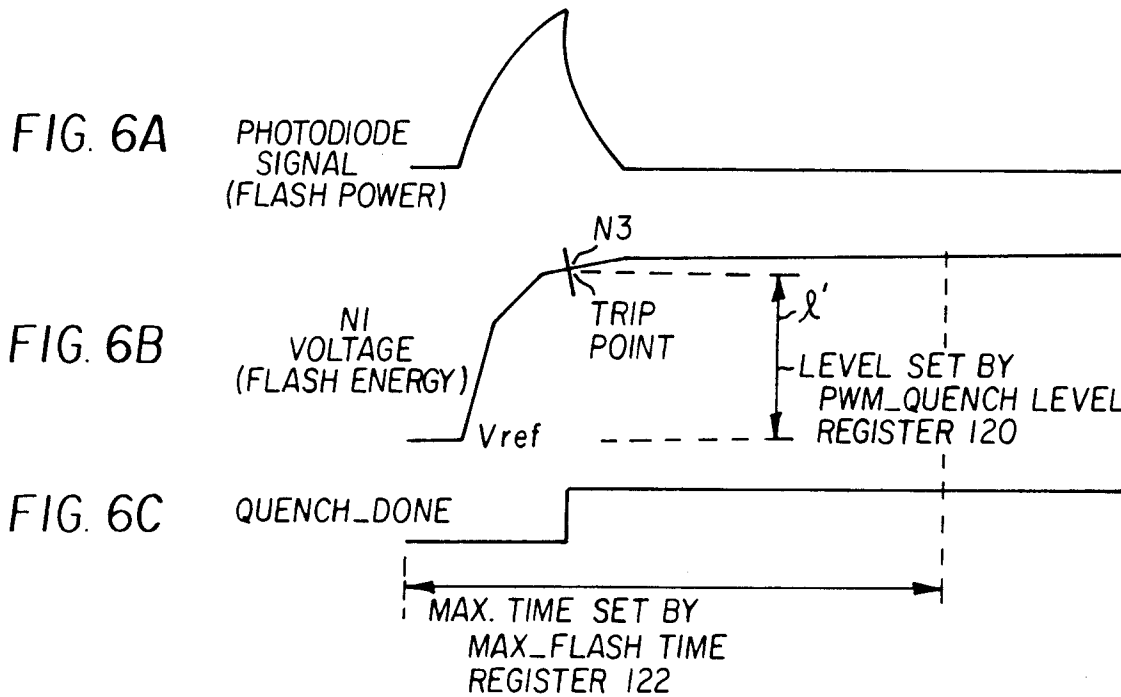 FIG. 6A
PHOTODIODE
SIGNAL
(FLASH POWER)
N3
TRIP
POINT
FIG. 6B
NI
VOLTAGE
(FLASH ENERGY)
Vref
ℓ'
LEVEL SET BY
PWM_QUENCH LEVEL
REGISTER 120
FIG. 6C
QUENCH_DONE
MAX. TIME SET BY
MAX_FLASH TIME
REGISTER 122